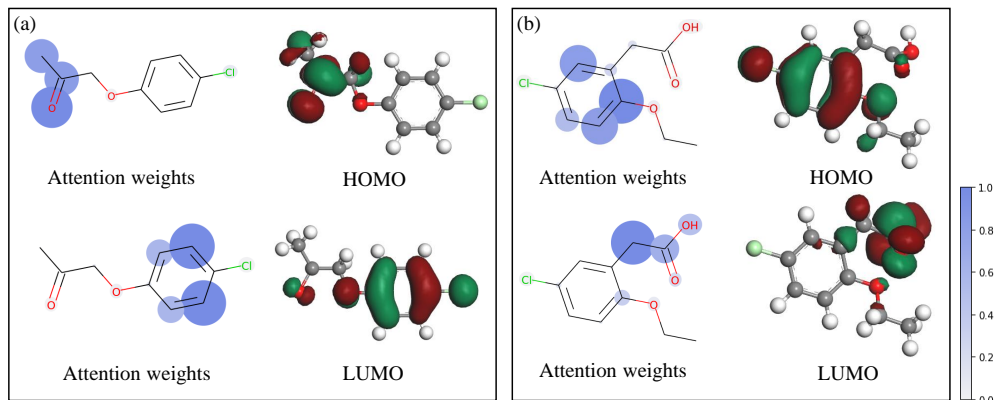 (a)
O
O
Cl
Attention weights
HOMO
O
O
Cl
Attention weights
LUMO
(b)
OH
O
Cl
O
Attention weights
HOMO
OH
O
Cl
O
Attention weights
LUMO
1.0
0.8
0.6
0.4
0.2
0.0